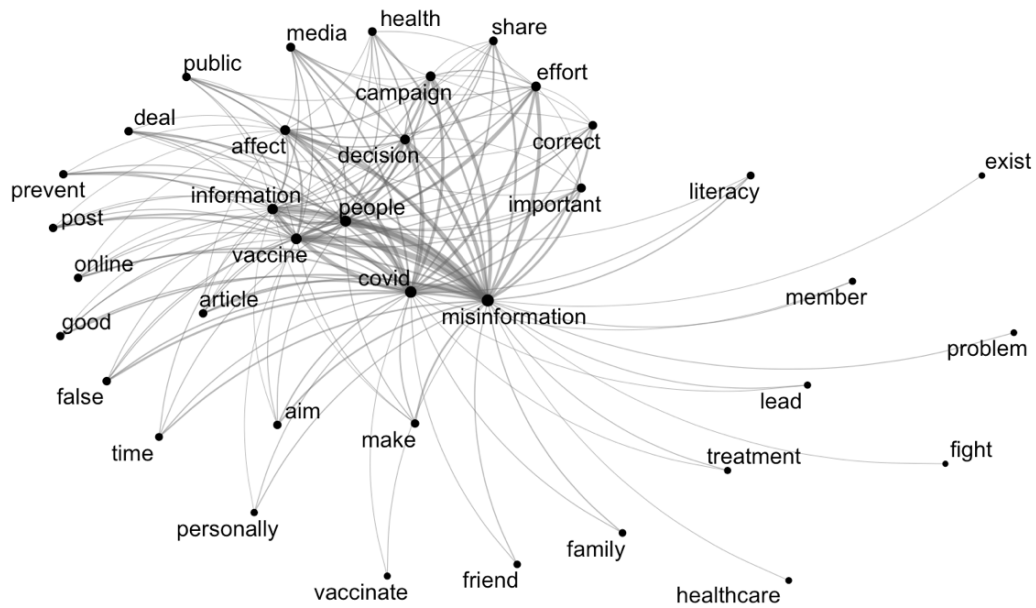 health
share
media
public
effort
campaign
deal
affect
decision
correct
exist
prevent
information
people
important
literacy
post
vaccine
online
covid
article
misinformation
member
good
problem
false
aim
lead
time
make
treatment
fight
personally
family
vaccinate
friend
healthcare